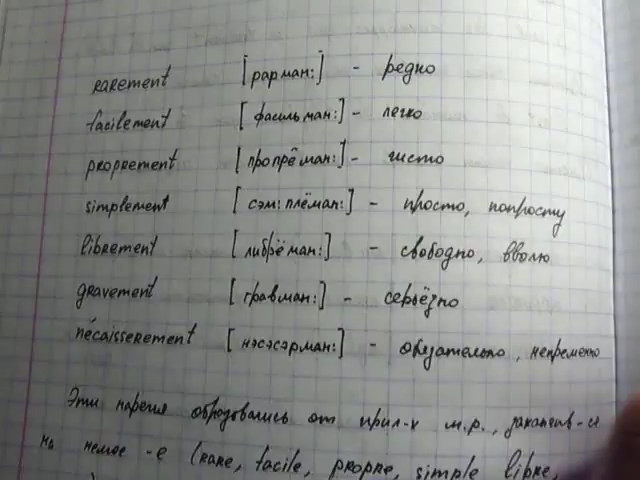 rarement [рарман:] - редко
facilement [фасильман:] - легко
proprement [пропрёман:] - чисто
simplement [сэм:плёман:] - просто, попросту
librement [либрёман:] - свободно, вволю
gravement [гравман:] - серьёзно
nécaisserement [нэсэсэрман:] - обязательно, непременно
Эти наречия образовались от прил-х м.р., заканчив-ся
на немое -е (rare, facile, propre, simple libre,